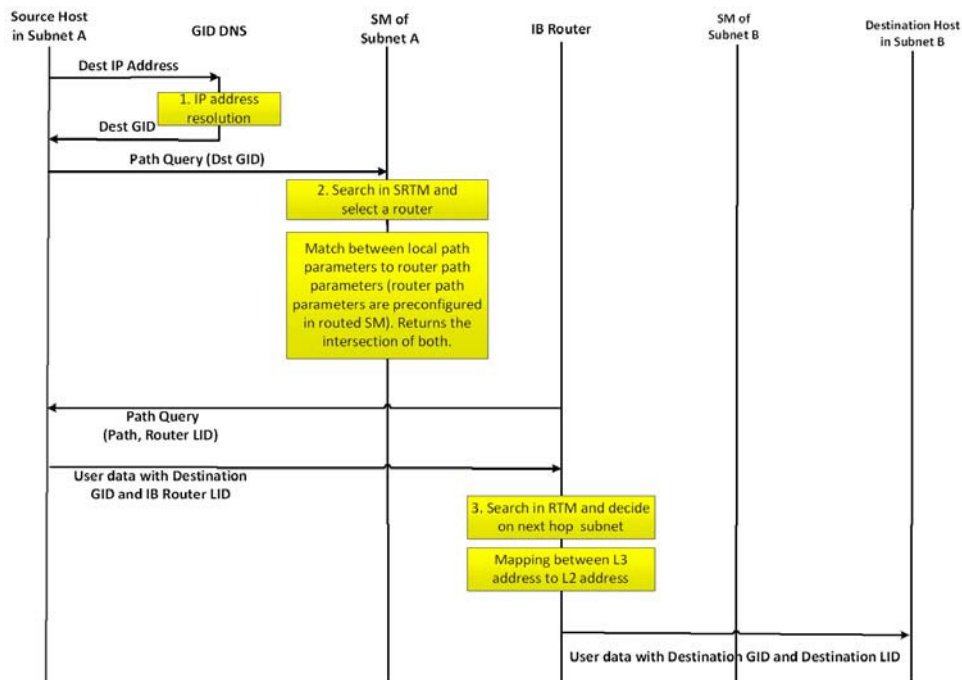 Source Host
in Subnet A
GID DNS
SM of
Subnet A
IB Router
SM of
Subnet B
Destination Host
in Subnet B
Dest IP Address
1. IP address
resolution
Dest GID
Path Query (Dst GID)
2. Search in SRTM and
select a router
Match between local path
parameters to router path
parameters (router path
parameters are preconfigured
in routed SM). Returns the
intersection of both.
Path Query
(Path, Router LID)
User data with Destination
GID and IB Router LID
3. Search in RTM and decide
on next hop subnet
Mapping between L3
address to L2 address
User data with Destination GID and Destination LID